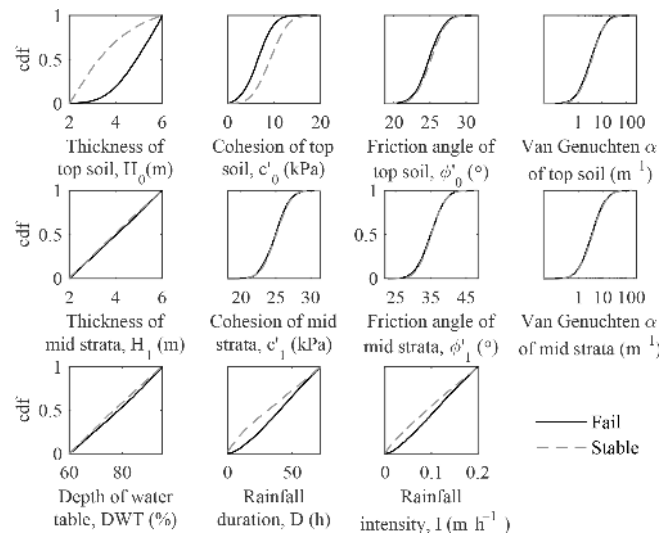 cdf
1
0.5
0
2 4 6
0 10 20
20 25 30
1 10 100
Thickness of
top soil, H0(m)
Cohesion of top
soil, c'0 (kPa)
Friction angle of
top soil, ϕ'0 (°)
Van Genuchten α
of top soil (m⁻¹)
cdf
1
0.5
0
2 4 6
20 25 30
25 35 45
1 10 100
Thickness of
mid strata, H1 (m)
Cohesion of mid
strata, c'1 (kPa)
Friction angle of
mid strata, ϕ'1 (°)
Van Genuchten α
of mid strata (m⁻¹)
cdf
1
0.5
0
60 80
0 50
0 0.1 0.2
Depth of water
table, DWT (%)
Rainfall
duration, D (h)
Rainfall
intensity, I (m h⁻¹)
Fail
Stable